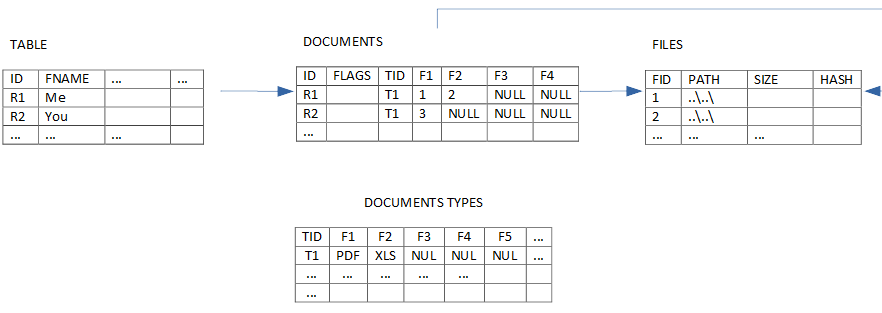 TABLE
ID FNAME ... ...
R1 Me
R2 You
... ... ...
DOCUMENTS
ID FLAGS TID F1 F2 F3 F4
R1 T1 1 2 NULL NULL
R2 T1 3 NULL NULL NULL
...
FILES
FID PATH SIZE HASH
1 ..\..\
2 ..\..\
... ... ...
DOCUMENTS TYPES
TID F1 F2 F3 F4 F5 ...
T1 PDF XLS NUL NUL NUL ...
... ... ... ... ...
...